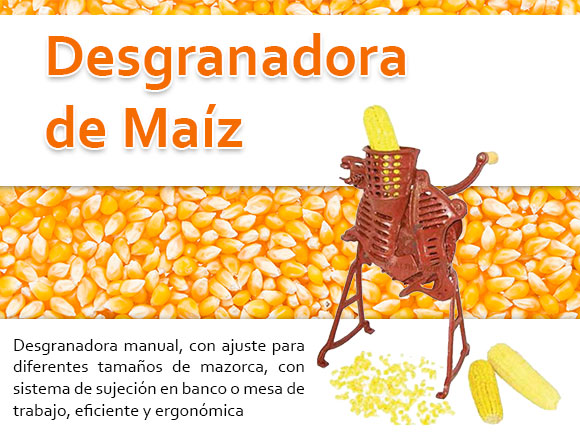 Desgranadora
de Maíz
Desgranadora manual, con ajuste para
diferentes tamaños de mazorca, con
sistema de sujeción en banco o mesa de
trabajo, eficiente y ergonómica